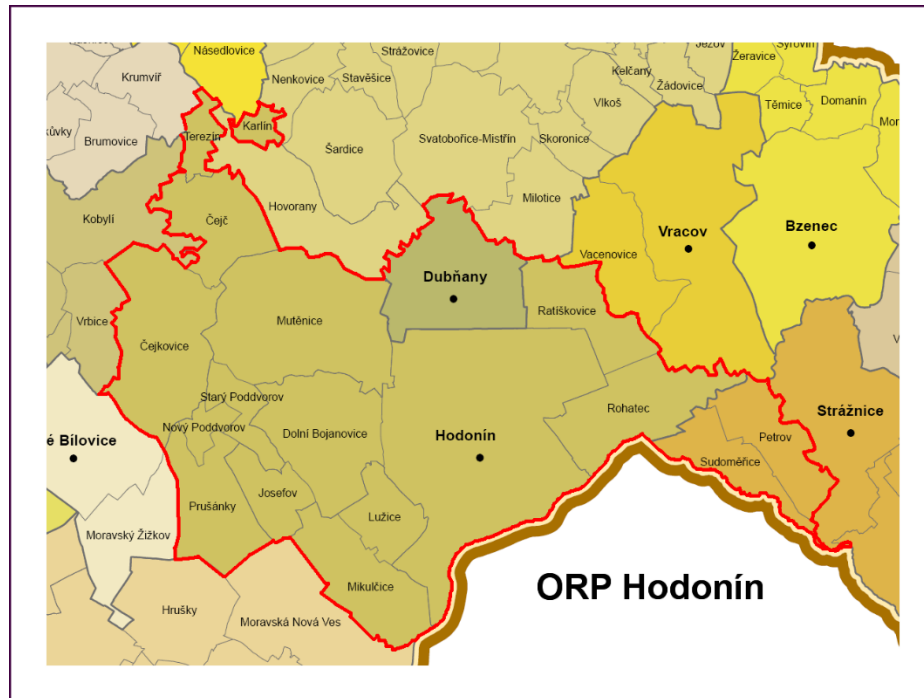 Násedlovice
Strážovice
Žeravice
Krumvíř
Nenkovice
Stavěšice
Kelčany
Žádovice
Vlkoš
Těmice
Domanín
Karlín
Terezín
Brumovice
Šardice
Svatobořice-Mistřín
Skoronice
Kobylí
Čejč
Hovorany
Milotice
Vracov
Bzenec
Vacenovice
Dubňany
Ratíškovice
Vrbice
Mutěnice
Čejkovice
Starý Poddvorov
Rohatec
Strážnice
Nový Poddvorov
Dolní Bojanovice
Hodonín
Petrov
é Bílovice
Sudoměřice
Prušánky
Josefov
Lužice
Moravský Žižkov
Mikulčice
ORP Hodonín
Hrušky
Moravská Nová Ves